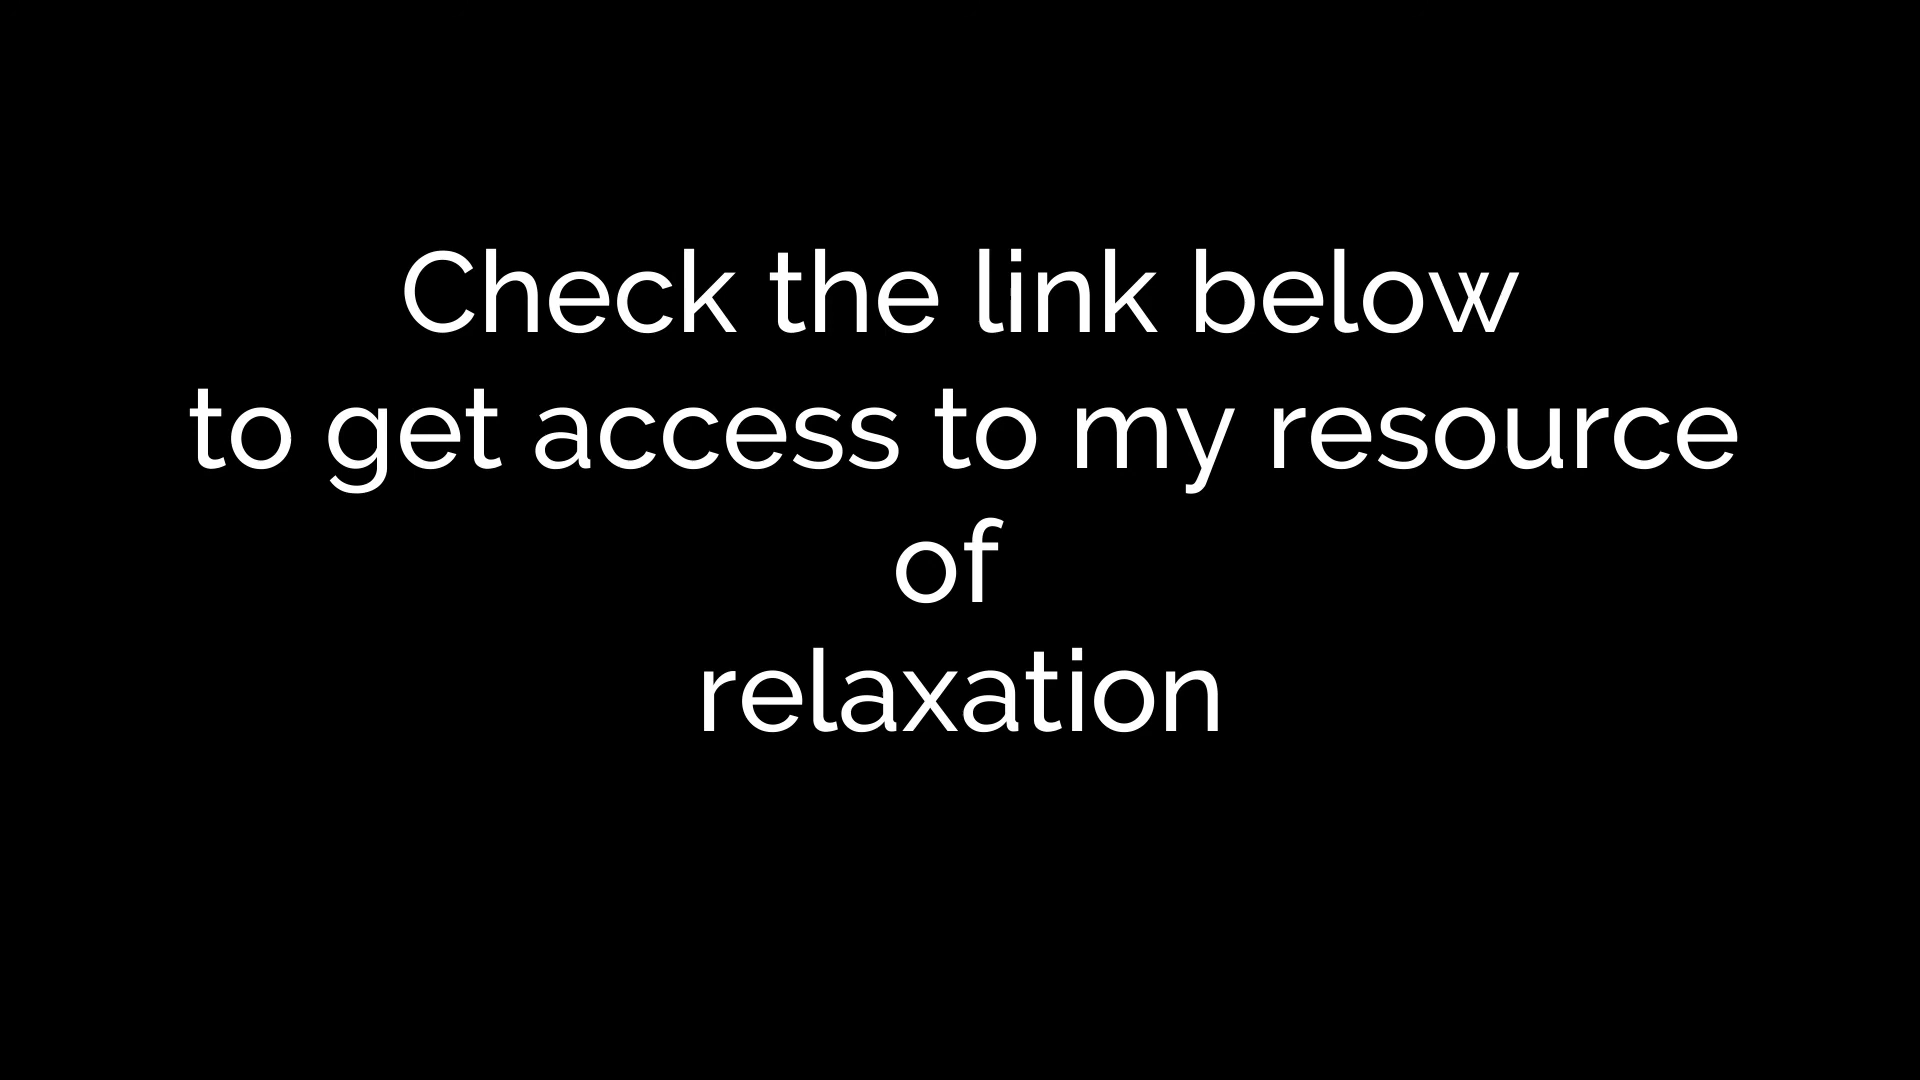 Check the link below
to get access to my resource
of
relaxation